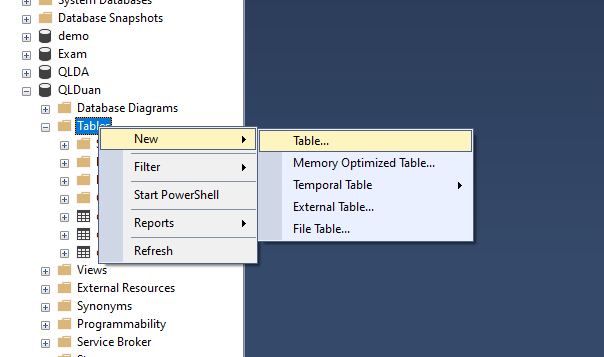 System Databases
Database Snapshots
demo
Exam
QLDA
QLDuan
Database Diagrams
Tables
New
Filter
Start PowerShell
Reports
Refresh
Table...
Memory Optimized Table...
Temporal Table
External Table...
File Table...
Views
External Resources
Synonyms
Programmability
Service Broker